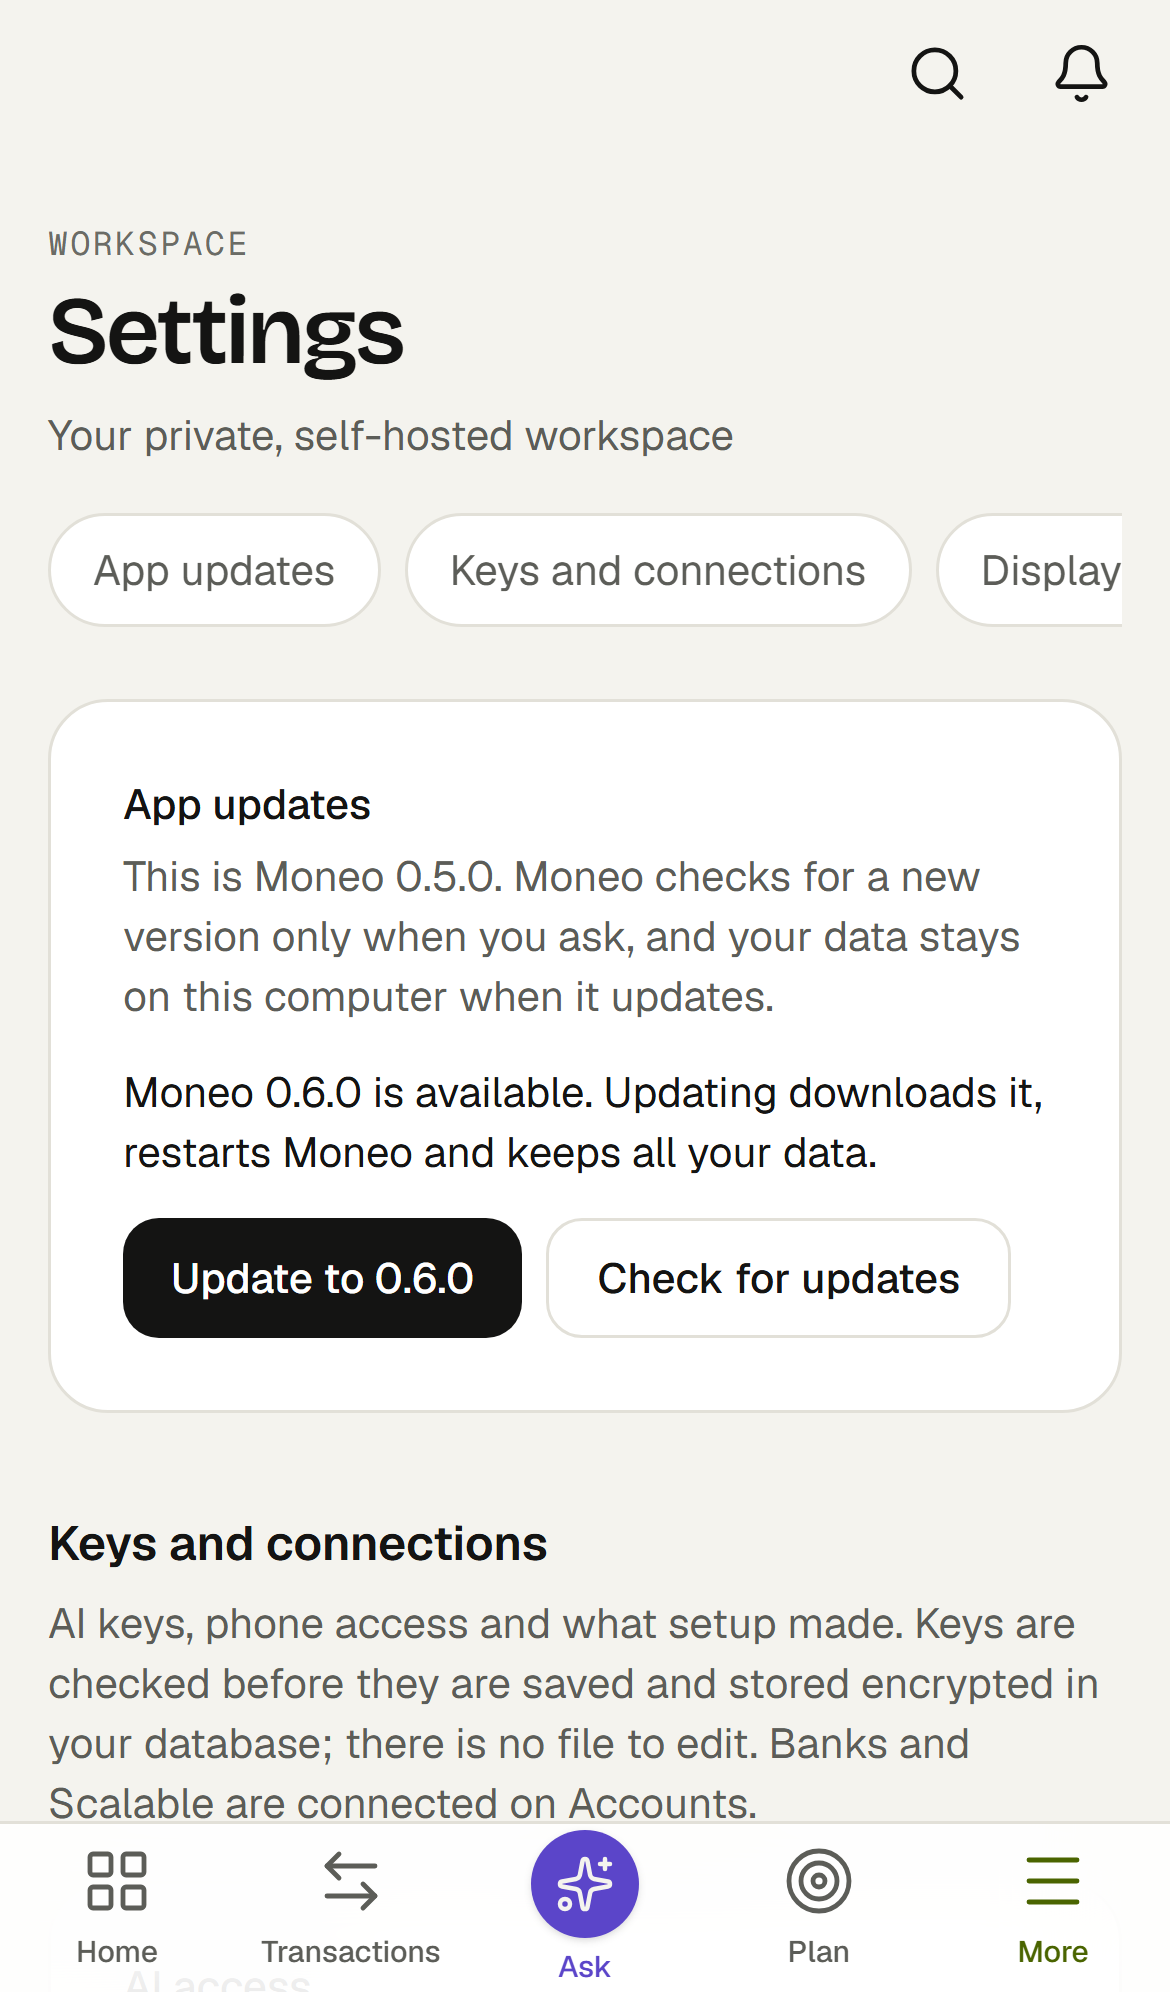 WORKSPACE
Settings
Your private, self-hosted workspace
App updates
Keys and connections
Display
App updates
This is Moneo 0.5.0. Moneo checks for a new
version only when you ask, and your data stays
on this computer when it updates.
Moneo 0.6.0 is available. Updating downloads it,
restarts Moneo and keeps all your data.
Update to 0.6.0
Check for updates
Keys and connections
AI keys, phone access and what setup made. Keys are
checked before they are saved and stored encrypted in
your database; there is no file to edit. Banks and
Scalable are connected on Accounts.
AI access
Home
Transactions
Ask
Plan
More